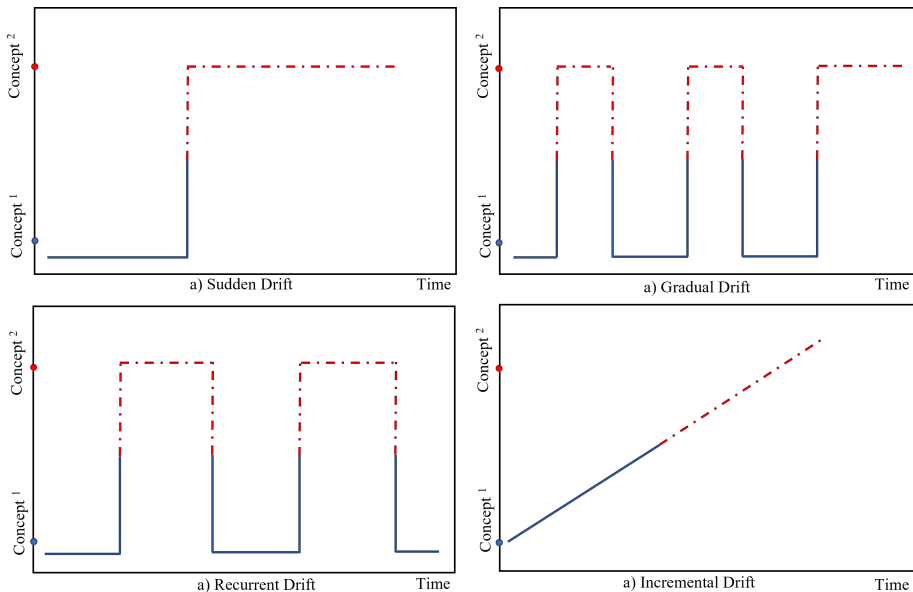 Concept 2
Concept 1
a) Sudden Drift
Time
Concept 2
Concept 1
a) Gradual Drift
Time
Concept 2
Concept 1
a) Recurrent Drift
Time
Concept 2
Concept 1
a) Incremental Drift
Time